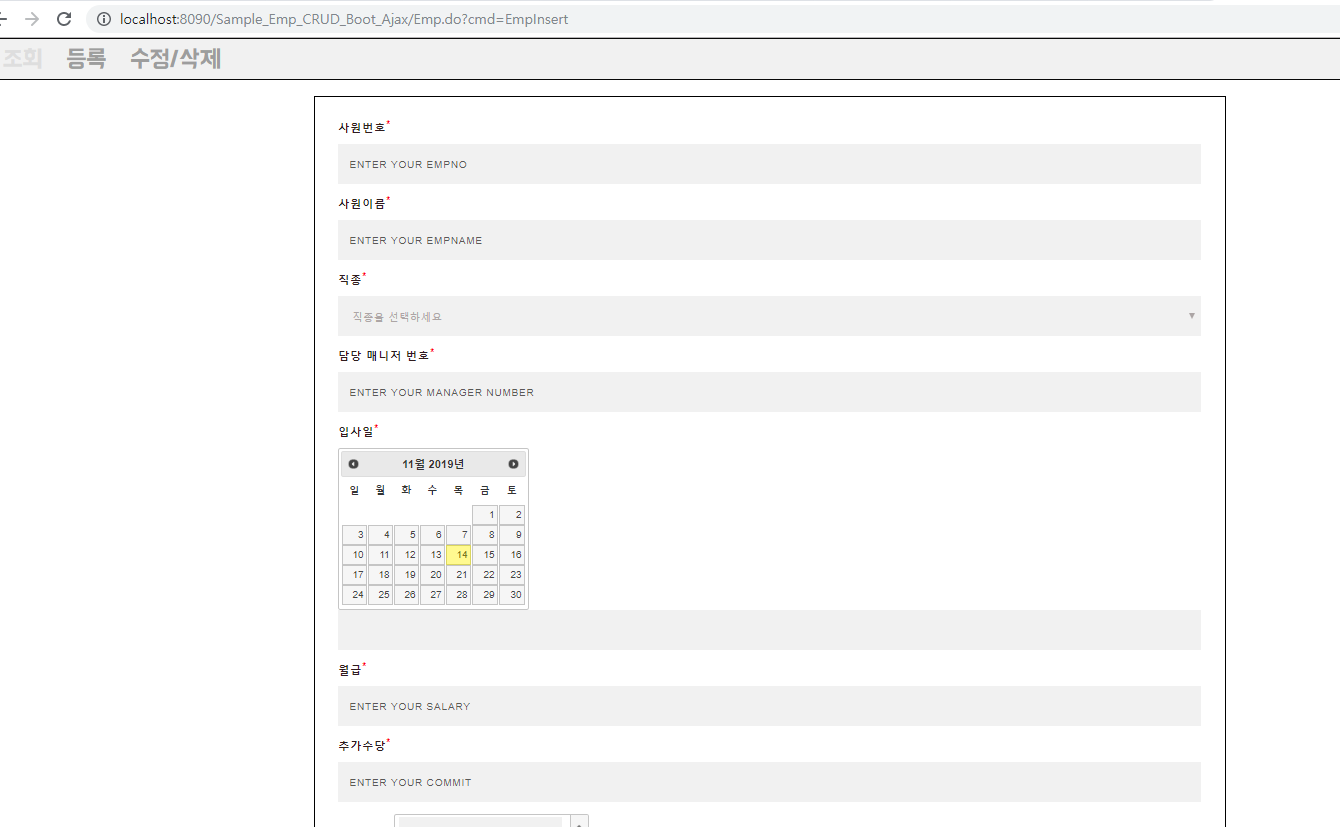 localhost:8090/Sample_Emp_CRUD_Boot_Ajax/Emp.do?cmd=EmpInsert
조회 등록 수정/삭제
사원번호*
ENTER YOUR EMPNO
사원이름*
ENTER YOUR EMPNAME
직종*
직종을 선택하세요
담당 매니저 번호*
ENTER YOUR MANAGER NUMBER
입사일*
11월 2019년
일 월 화 수 목 금 토
1 2
3 4 5 6 7 8 9
10 11 12 13 14 15 16
17 18 19 20 21 22 23
24 25 26 27 28 29 30
월급*
ENTER YOUR SALARY
추가수당*
ENTER YOUR COMMIT